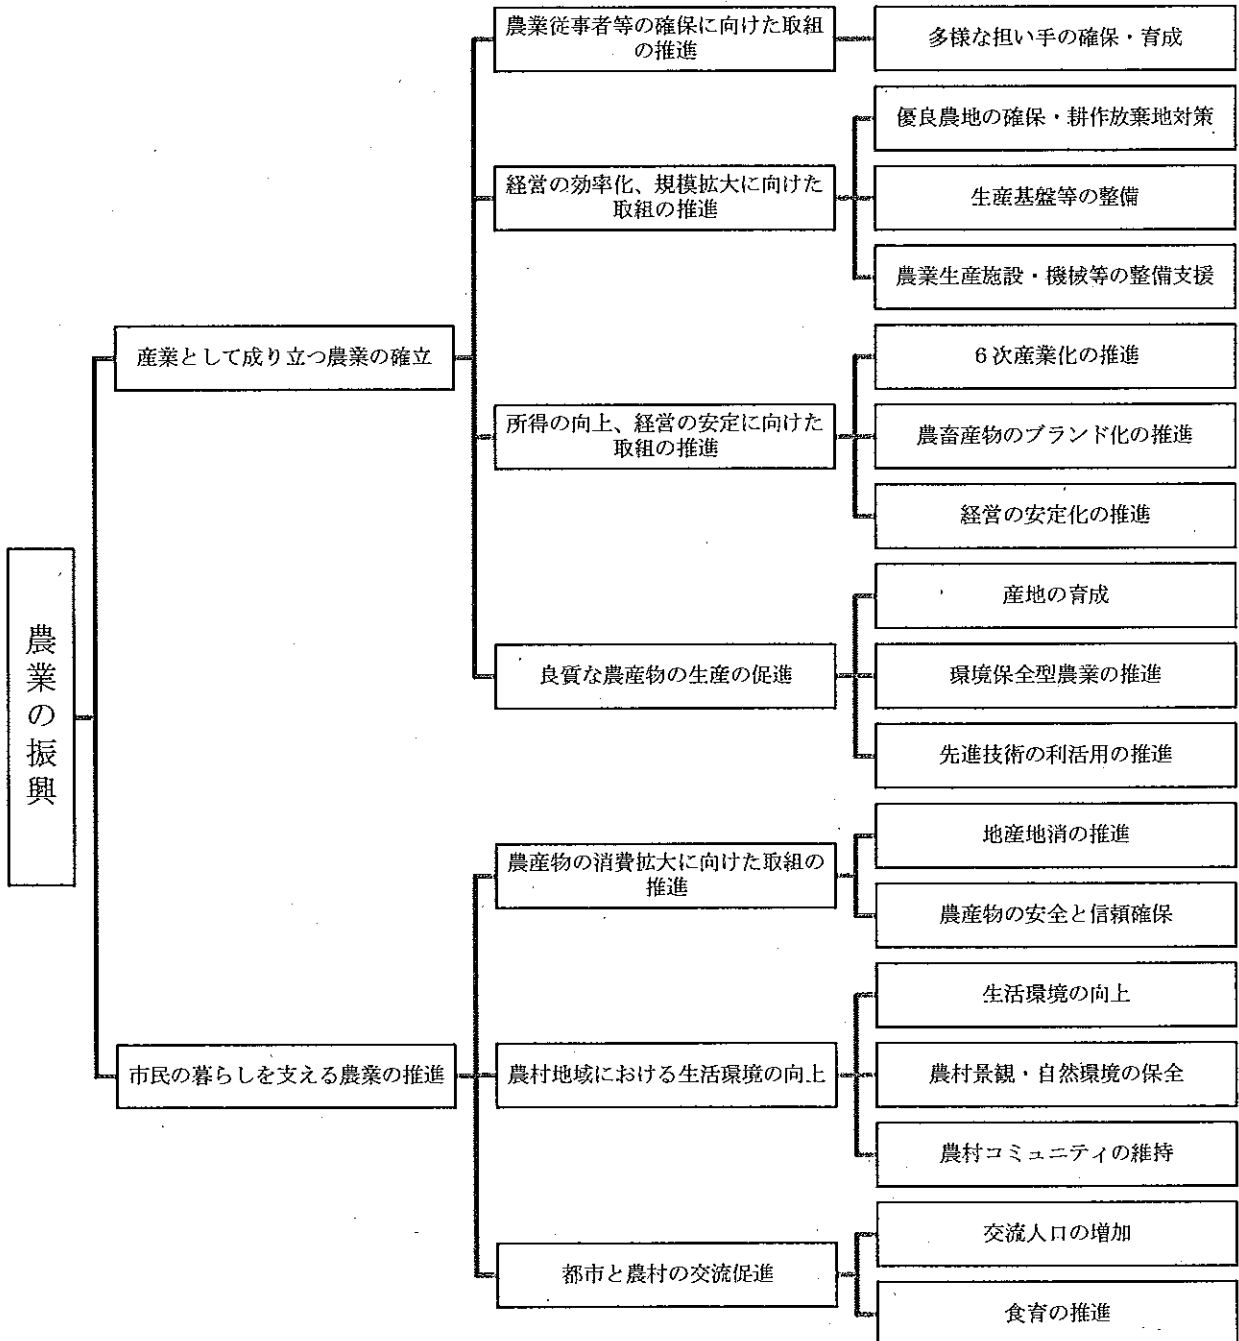 農業の振興
産業として成り立つ農業の確立
農業従事者等の確保に向けた取組
の推進
多様な担い手の確保・育成
経営の効率化、規模拡大に向けた
取組の推進
優良農地の確保・耕作放棄地対策
生産基盤等の整備
農業生産施設・機械等の整備支援
所得の向上、経営の安定に向けた
取組の推進
6次産業化の推進
農畜産物のブランド化の推進
経営の安定化の推進
良質な農産物の生産の促進
産地の育成
環境保全型農業の推進
先進技術の利活用の推進
市民の暮らしを支える農業の推進
農産物の消費拡大に向けた取組の
推進
地産地消の推進
農産物の安全と信頼確保
農村地域における生活環境の向上
生活環境の向上
農村景観・自然環境の保全
農村コミュニティの維持
都市と農村の交流促進
交流人口の増加
食育の推進